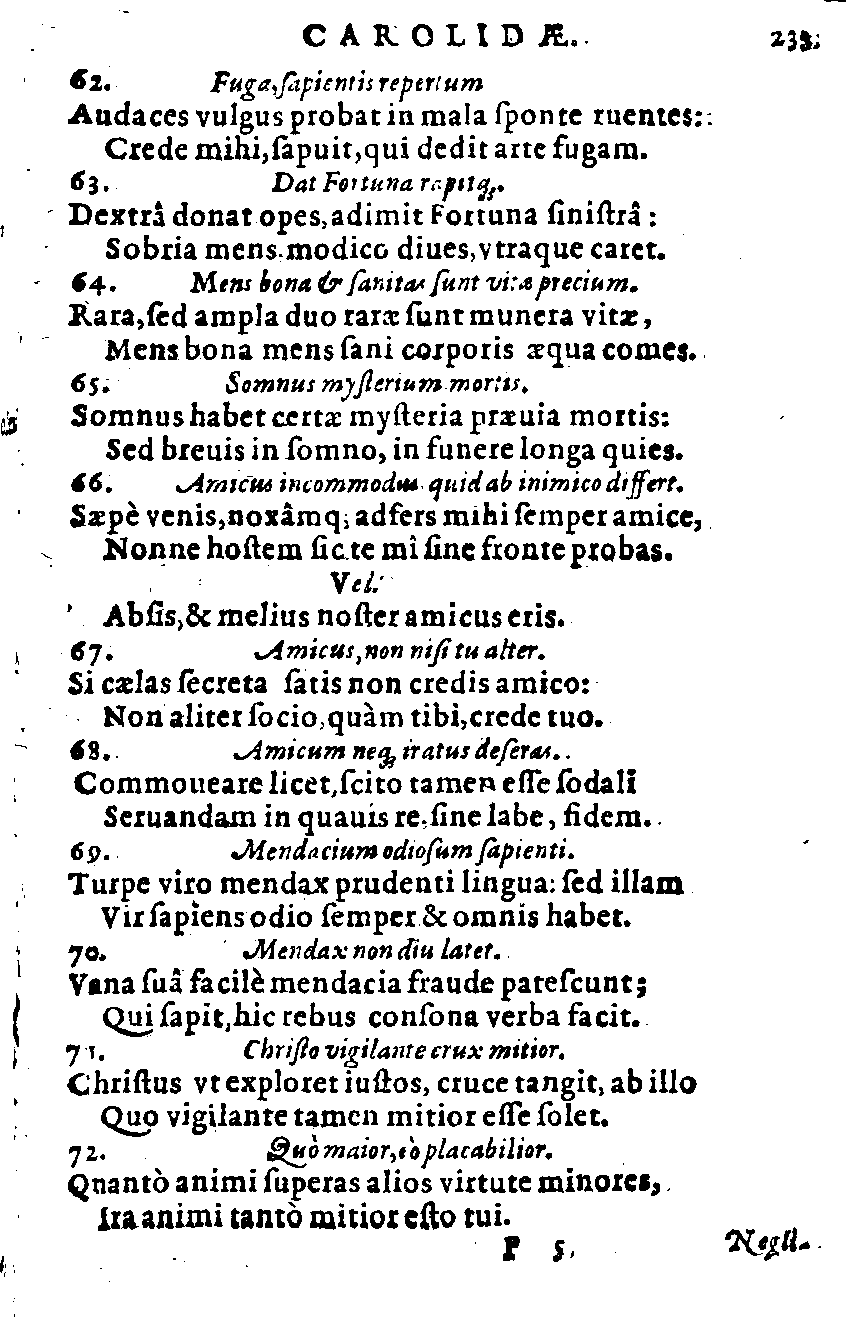 CAROLIDÆ. 233.
62. Fuga, ſapientis repertum
Audaces vulgus probat in mala ſponte ruentes:
Crede mihi, ſapuit, qui dedit arte fugam.
63. Dat Fortuna rapitq́;.
Dextrâ donat opes, adimit Fortuna ſiniſtrâ:
Sobria mens. modico diues, vtraque caret.
64. Mens bona & ſanitas ſunt vitæ precium.
Rara, ſed ampla duo raræ ſunt munera vitæ,
Mens bona mens ſani corporis æqua comes.
65. Somnus myſterium mortis.
Somnus habet certæ myſteria præuia mortis:
Sed breuis in ſomno, in funere longa quies.
66. Amicus incommodus quid ab inimico differt.
Sæpè venis, noxâmq; adfers mihi ſemper amice,
Nonne hoſtem ſic te mî ſine fronte probas.
Vel:
Abſis, & melius noſter amicus eris.
67. Amicus, non niſi tu alter.
Si cælas ſecreta ſatis non credis amico:
Non aliter ſocio, quàm tibi, crede tuo.
68. Amicum neq; iratus deſeras.
Commoueare licet, ſcito tamen eſſe ſodali
Seruandam in quauis re, ſine labe, fidem.
69. Mendacium odioſum ſapienti.
Turpe viro mendax prudenti lingua: ſed illam
Vir ſapiens odio ſemper & omnis habet.
70. Mendax non diu latet.
Vana ſuâ facilè mendacia fraude pateſcunt;
Qui ſapit, hic rebus conſona verba facit.
71. Chriſto vigilante crux mitior.
Chriſtus vt exploret iuſtos, cruce tangit, ab illo
Quo vigilante tamen mitior eſſe ſolet.
72. Quò maior, eò placabilior.
Qnantò animi ſuperas alios virtute minores,
Ira animi tantò mitior eſto tui.
P 5. Negli-